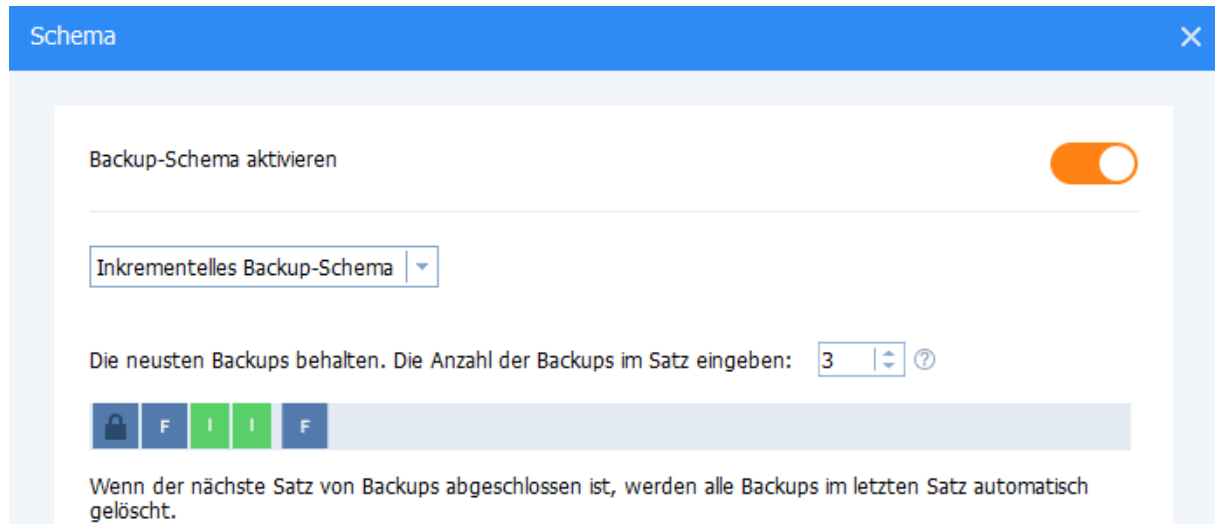 Schema
Backup-Schema aktivieren
Inkrementelles Backup-Schema
Die neusten Backups behalten. Die Anzahl der Backups im Satz eingeben: 3 ?
F I I F
Wenn der nächste Satz von Backups abgeschlossen ist, werden alle Backups im letzten Satz automatisch
gelöscht.